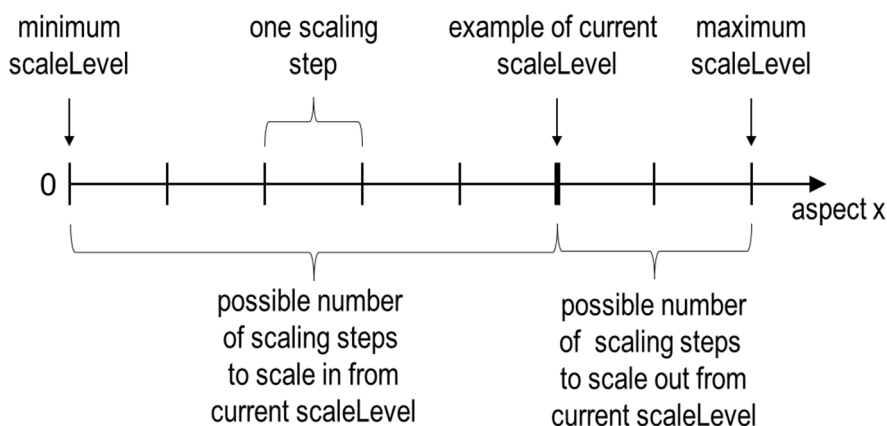 minimum
scaleLevel
one scaling
step
example of current
scaleLevel
maximum
scaleLevel
0
aspect x
possible number
of scaling steps
to scale in from
current scaleLevel
possible number
of scaling steps
to scale out from
current scaleLevel